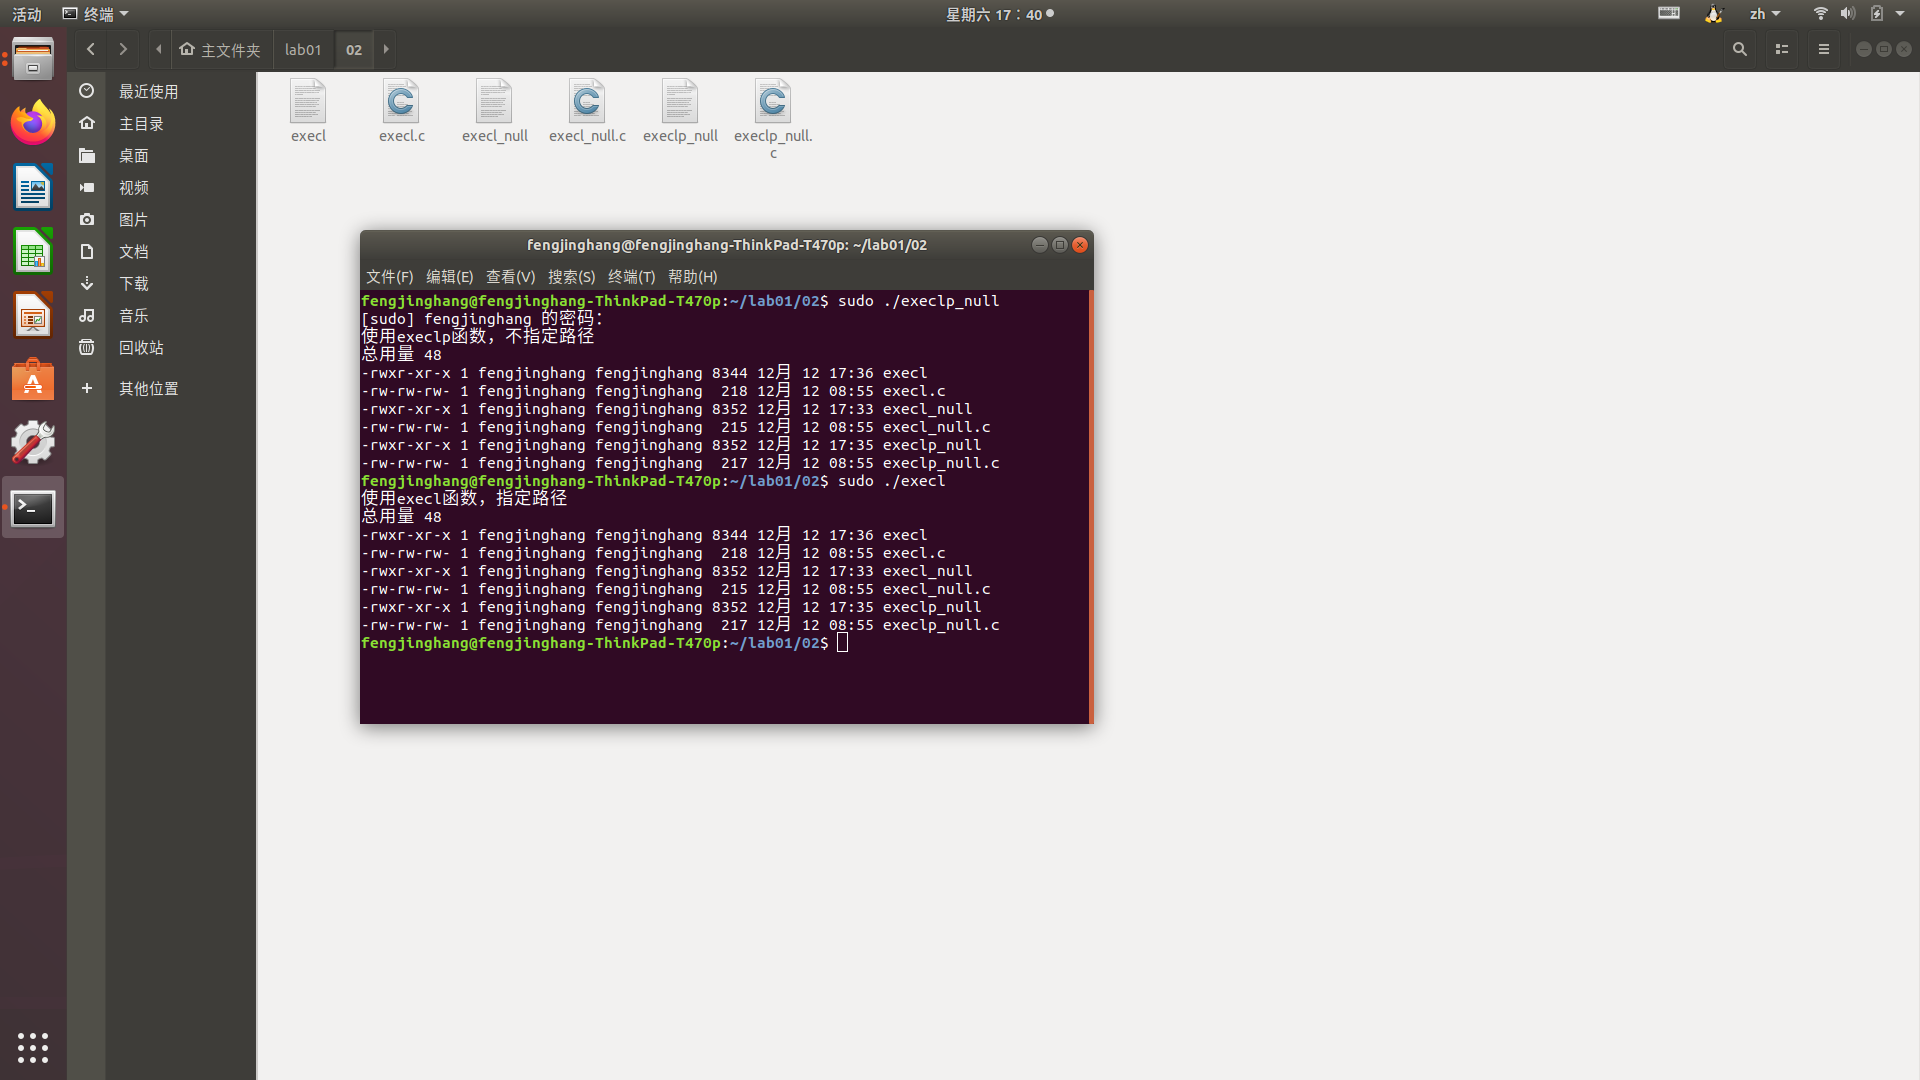 活动
终端
星期六 17：40
zh
主文件夹
lab01
02
最近使用
主目录
桌面
视频
图片
文档
下载
音乐
回收站
其他位置
execl
execl.c
execl_null
execl_null.c
execlp_null
execlp_null.
c
fengjinghang@fengjinghang-ThinkPad-T470p: ~/lab01/02
文件(F) 编辑(E) 查看(V) 搜索(S) 终端(T) 帮助(H)
fengjinghang@fengjinghang-ThinkPad-T470p:~/lab01/02$ sudo ./execlp_null
[sudo] fengjinghang 的密码：
使用execlp函数，不指定路径
总用量 48
-rwxr-xr-x 1 fengjinghang fengjinghang 8344 12月 12 17:36 execl
-rw-rw-rw- 1 fengjinghang fengjinghang  218 12月 12 08:55 execl.c
-rwxr-xr-x 1 fengjinghang fengjinghang 8352 12月 12 17:33 execl_null
-rw-rw-rw- 1 fengjinghang fengjinghang  215 12月 12 08:55 execl_null.c
-rwxr-xr-x 1 fengjinghang fengjinghang 8352 12月 12 17:35 execlp_null
-rw-rw-rw- 1 fengjinghang fengjinghang  217 12月 12 08:55 execlp_null.c
fengjinghang@fengjinghang-ThinkPad-T470p:~/lab01/02$ sudo ./execl
使用execl函数，指定路径
总用量 48
-rwxr-xr-x 1 fengjinghang fengjinghang 8344 12月 12 17:36 execl
-rw-rw-rw- 1 fengjinghang fengjinghang  218 12月 12 08:55 execl.c
-rwxr-xr-x 1 fengjinghang fengjinghang 8352 12月 12 17:33 execl_null
-rw-rw-rw- 1 fengjinghang fengjinghang  215 12月 12 08:55 execl_null.c
-rwxr-xr-x 1 fengjinghang fengjinghang 8352 12月 12 17:35 execlp_null
-rw-rw-rw- 1 fengjinghang fengjinghang  217 12月 12 08:55 execlp_null.c
fengjinghang@fengjinghang-ThinkPad-T470p:~/lab01/02$